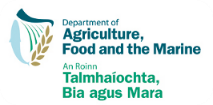 Department of
Agriculture,
Food and the Marine
An Roinn
Talmhaíochta,
Bia agus Mara